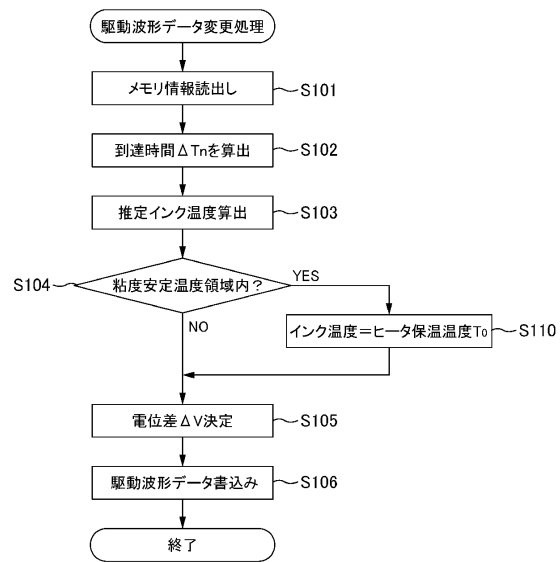 駆動波形データ変更処理
メモリ情報読出し
S101
到達時間ΔTnを算出
S102
推定インク温度算出
S103
S104
粘度安定温度領域内?
YES
NO
インク温度=ヒータ保温温度T₀
S110
電位差ΔV決定
S105
駆動波形データ書込み
S106
終了